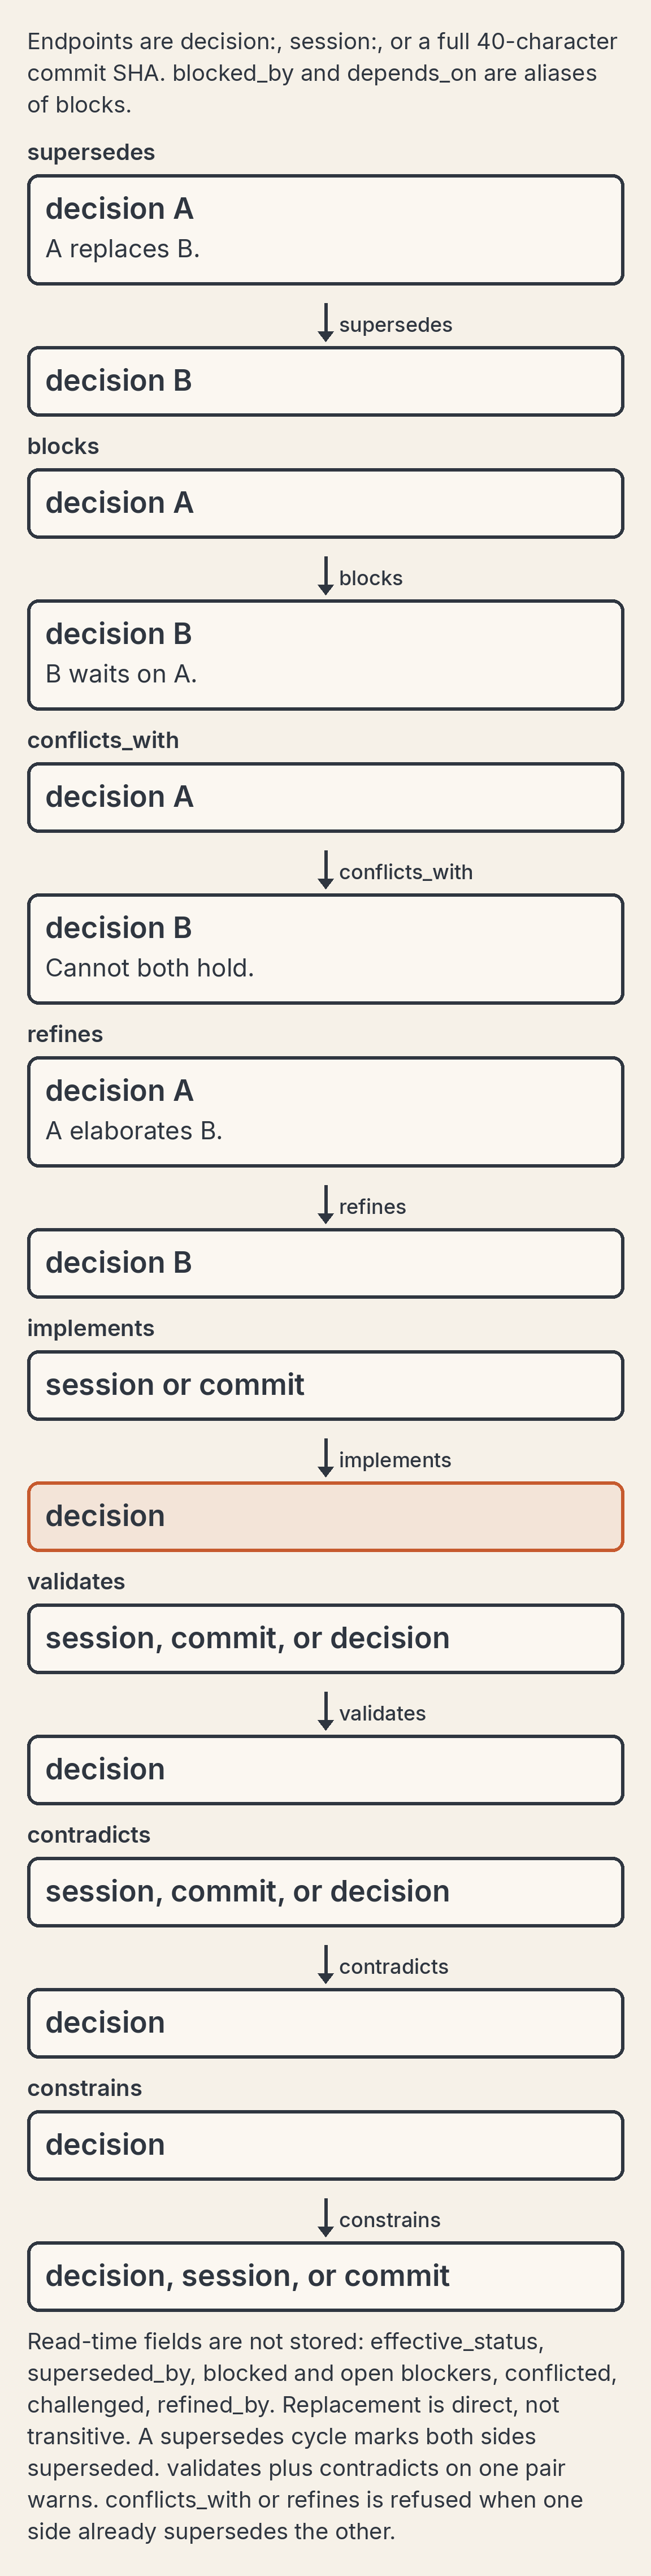 Endpoints are decision:, session:, or a full 40-character
commit SHA. blocked_by and depends_on are aliases
of blocks.
supersedes
decision A
A replaces B.
supersedes
decision B
blocks
decision A
blocks
decision B
B waits on A.
conflicts_with
decision A
conflicts_with
decision B
Cannot both hold.
refines
decision A
A elaborates B.
refines
decision B
implements
session or commit
implements
decision
validates
session, commit, or decision
validates
decision
contradicts
session, commit, or decision
contradicts
decision
constrains
decision
constrains
decision, session, or commit
Read-time fields are not stored: effective_status,
superseded_by, blocked and open blockers, conflicted,
challenged, refined_by. Replacement is direct, not
transitive. A supersedes cycle marks both sides
superseded. validates plus contradicts on one pair
warns. conflicts_with or refines is refused when one
side already supersedes the other.